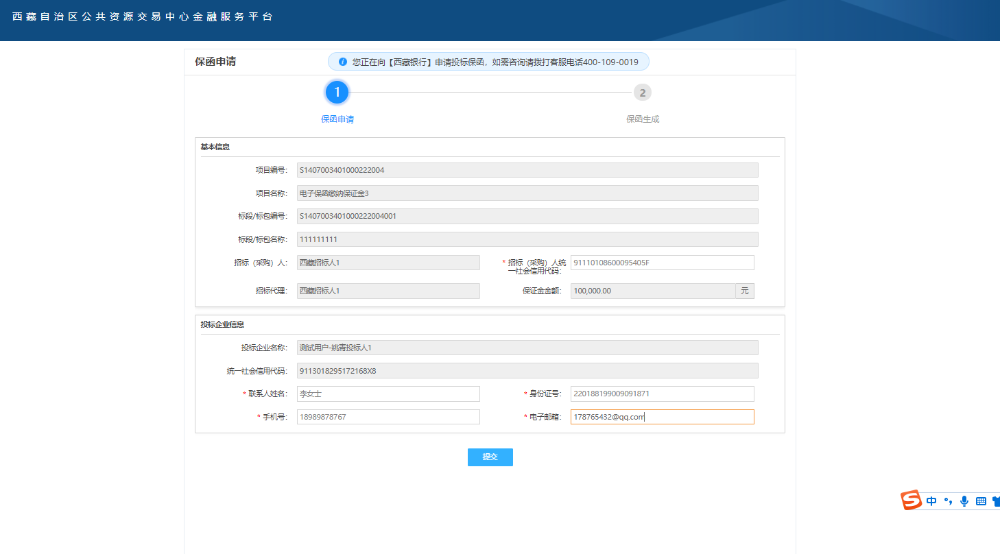 西藏自治区公共资源交易中心金融服务平台
保函申请
您正在向【西藏银行】申请投标保函，如需咨询请拨打客服电话400-109-0019
1
2
保函申请
保函生成
基本信息
项目编号： S1407003401000222004
项目名称： 电子保函缴纳保证金3
标段/标包编号： S1407003401000222004001
标段/标包名称： 111111111
招标（采购）人： 西藏招标人1 * 招标（采购）人统
一社会信用代码： 91110108600095405F
招标代理： 西藏招标人1 保证金金额： 100,000.00 元
投标企业信息
投标企业名称： 测试用户-姚青投标人1
统一社会信用代码： 9113018295172168X8
* 联系人姓名： 李女士 * 身份证号： 220188199009091871
* 手机号： 18989878767 * 电子邮箱： 178765432@qq.com
提交
S 中 °,